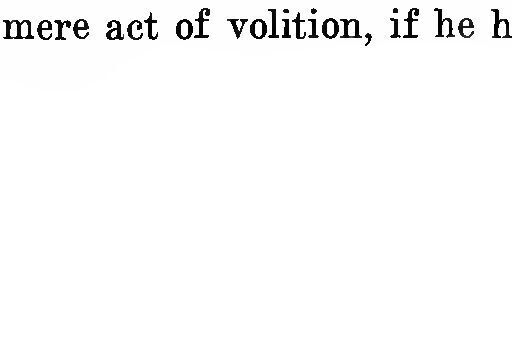 mere act of volition, if he h